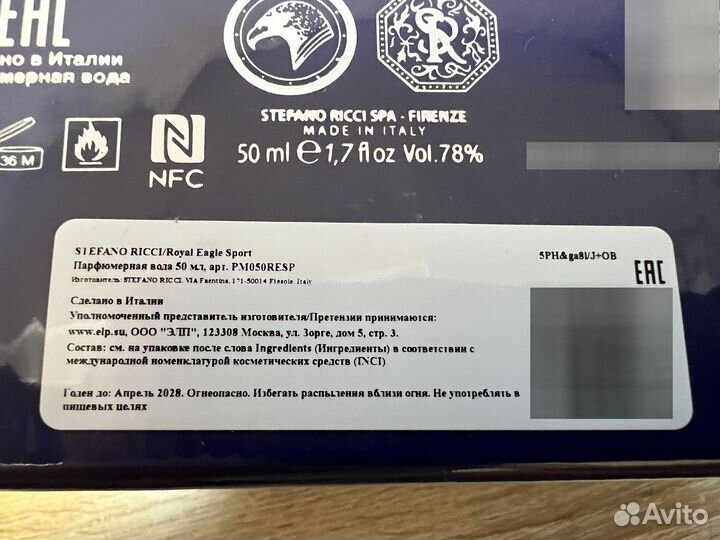 EAC
но в Италии
мерная вода
SR
STEFANO RICCI SPA - FIRENZE
MADE IN ITALY
36 M
NFC
50 ml e 1,7 fl oz Vol.78%
STEFANO RICCI/Royal Eagle Sport
5PH&ga8l/J+OB
Парфюмерная вода 50 мл, арт. PM050RESP
Изготовитель: STEFANO RICCI, VIA Faentina, 171-50014 Fiesole, Italy
EAC
Сделано в Италии
Уполномоченный представитель изготовителя/Претензии принимаются:
www.elp.su, ООО "ЭЛП", 123308 Москва, ул. Зорге, дом 5, стр. 3.
Состав: см. на упаковке после слова Ingredients (Ингредиенты) в соответствии с
международной номенклатурой косметических средств (INCI)
Годен до: Апрель 2028. Огнеопасно. Избегать распыления вблизи огня. Не употреблять в
пищевых целях
Avito